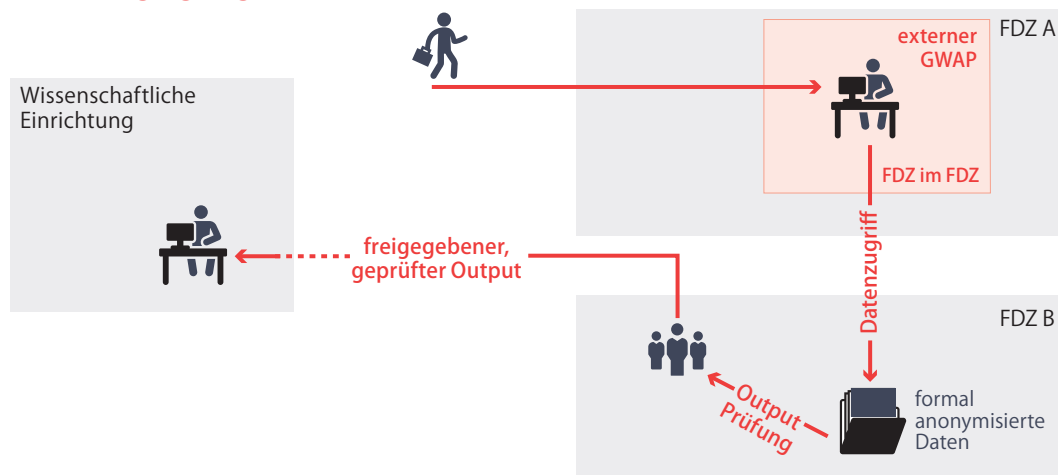 FDZ A
externer
GWAP
Wissenschaftliche
Einrichtung
FDZ im FDZ
Datenzugriff
freigegebener,
geprüfter Output
FDZ B
Output
Prüfung
formal
anonymisierte
Daten